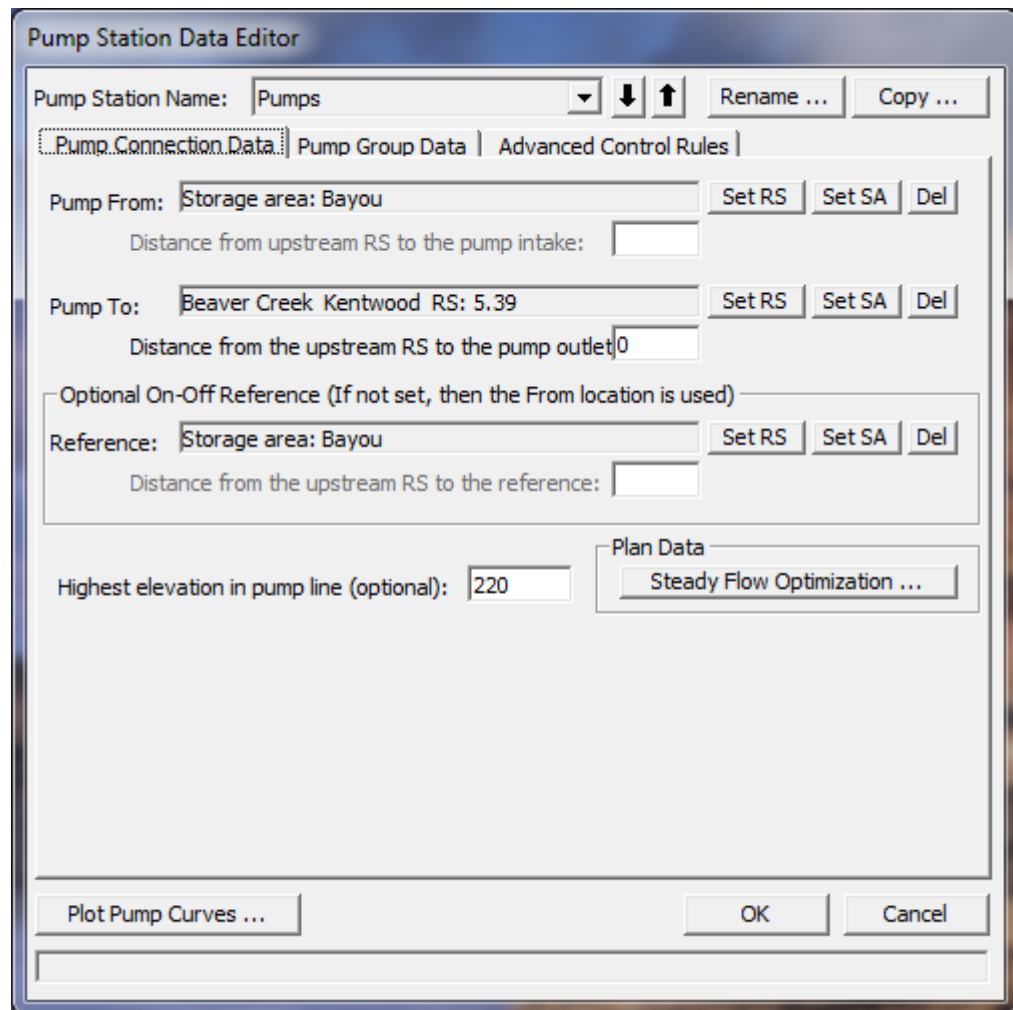 Pump Station Data Editor
Pump Station Name: Pumps Rename ... Copy ...
Pump Connection Data Pump Group Data Advanced Control Rules
Pump From: Storage area: Bayou Set RS Set SA Del
Distance from upstream RS to the pump intake:
Pump To: Beaver Creek Kentwood RS: 5.39 Set RS Set SA Del
Distance from the upstream RS to the pump outlet 0
Optional On-Off Reference (If not set, then the From location is used)
Reference: Storage area: Bayou Set RS Set SA Del
Distance from the upstream RS to the reference:
Plan Data
Highest elevation in pump line (optional): 220 Steady Flow Optimization ...
Plot Pump Curves ... OK Cancel